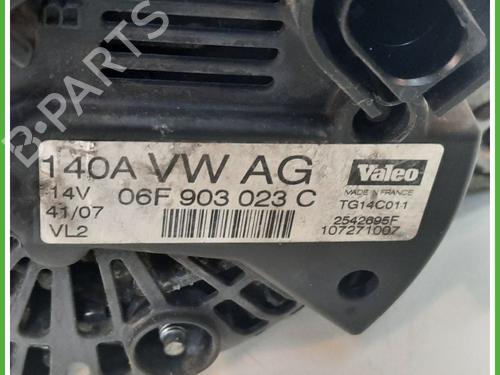 B-PARTS
140A VW AG
14V 06F 903 023 C
41/07
VL2
Valeo
MADE IN FRANCE
TG14C011
2542695F
107271007